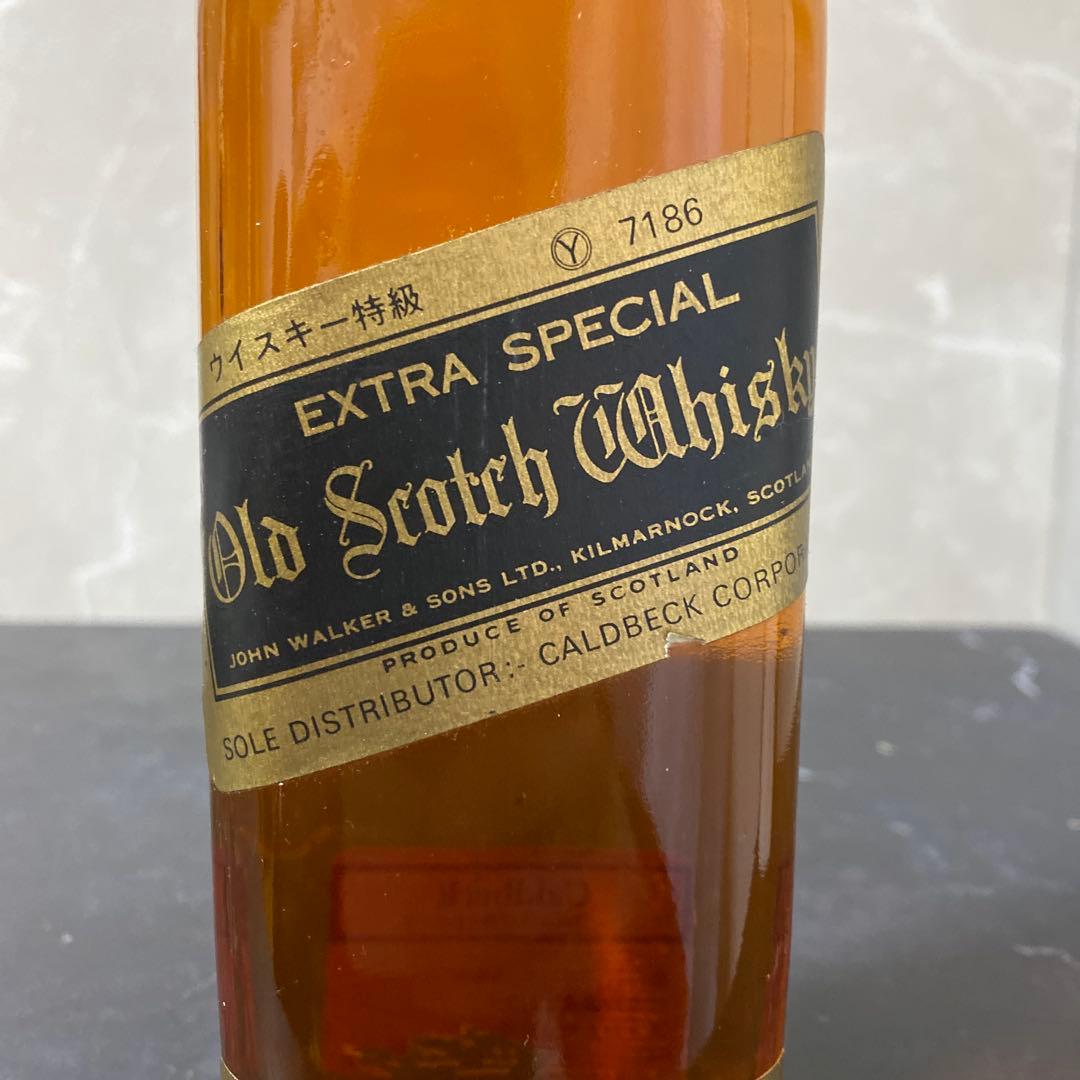 ウイスキー特級 Ⓨ 7186
EXTRA SPECIAL
Old Scotch Whisky
JOHN WALKER & SONS LTD., KILMARNOCK, SCOTLAN
PRODUCE OF SCOTLAND
SOLE DISTRIBUTOR:- CALDBECK CORPOR